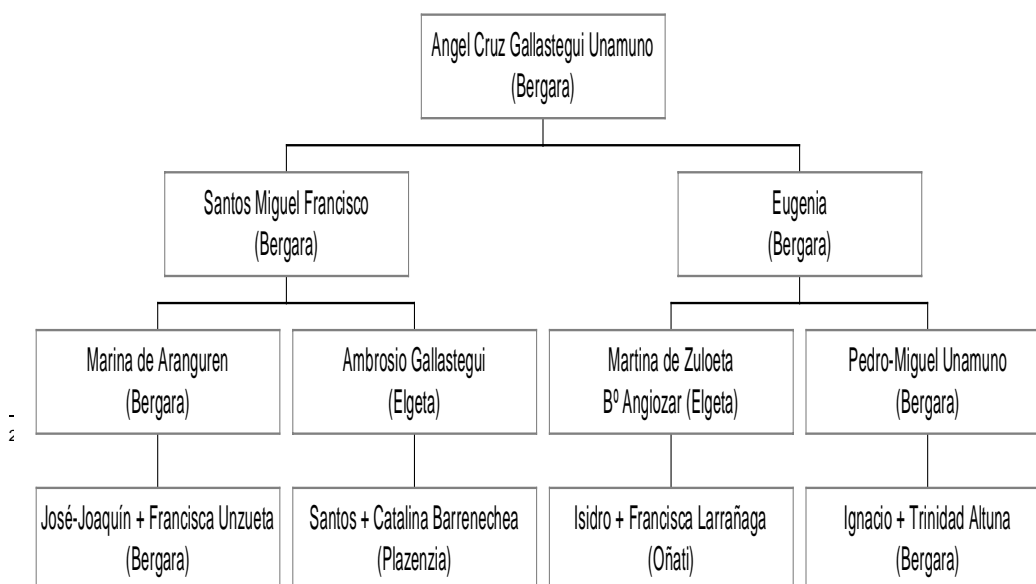 Angel Cruz Gallastegui Unamuno
(Bergara)
Santos Miguel Francisco
(Bergara)
Eugenia
(Bergara)
Marina de Aranguren
(Bergara)
Ambrosio Gallastegui
(Elgeta)
Martina de Zuloeta
Bº Angiozar (Elgeta)
Pedro-Miguel Unamuno
(Bergara)
José-Joaquín + Francisca Unzueta
(Bergara)
Santos + Catalina Barrenechea
(Plazenzia)
Isidro + Francisca Larrañaga
(Oñati)
Ignacio + Trinidad Altuna
(Bergara)